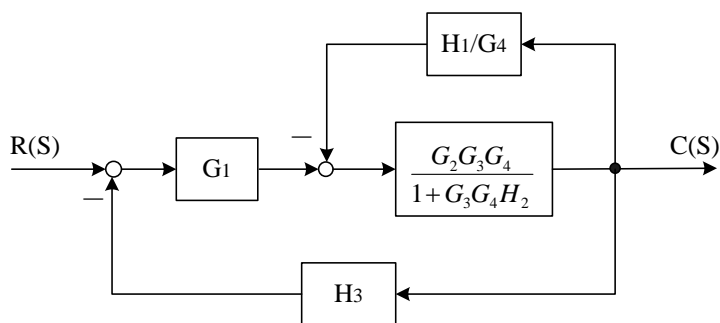 H1/G4
—
R(S)
G1
G2G3G4
1+G3G4H2
C(S)
—
H3